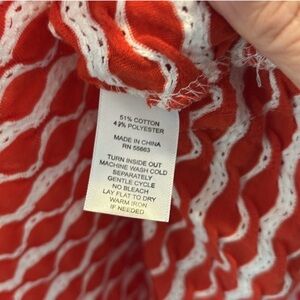 51% COTTON
49% POLYESTER
MADE IN CHINA
RN 56663
TURN INSIDE OUT
MACHINE WASH COLD
SEPARATELY
GENTLE CYCLE
NO BLEACH
LAY FLAT TO DRY
WARM IRON
IF NEEDED